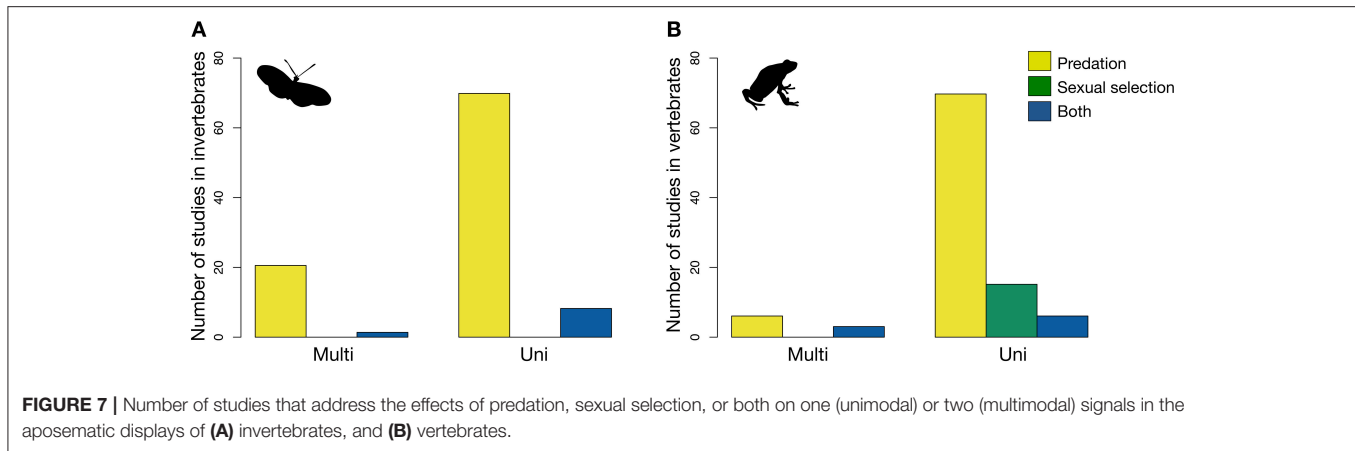 A
Number of studies in invertebrates
80
60
40
20
0
Multi
Uni
B
Number of studies in vertebrates
80
60
40
20
0
Multi
Uni
Predation
Sexual selection
Both
FIGURE 7 | Number of studies that address the effects of predation, sexual selection, or both on one (unimodal) or two (multimodal) signals in the
aposematic displays of (A) invertebrates, and (B) vertebrates.